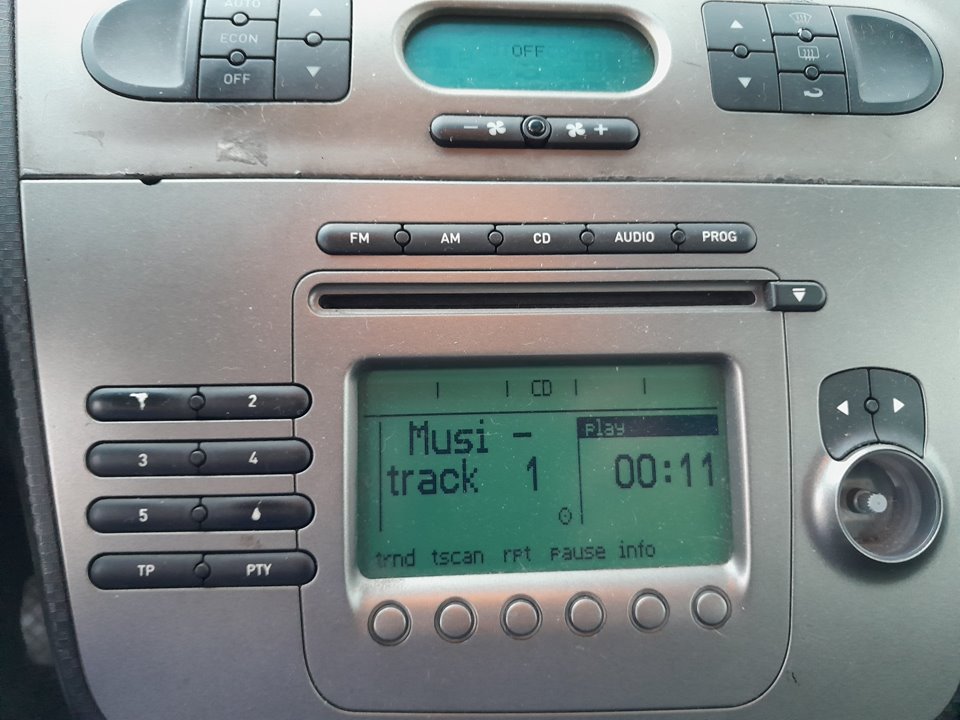 AUTO
ECON
OFF
OFF
- +
FM AM CD AUDIO PROG
2
3 4
5
TP PTY
CD
Musi - play
track 1 00:11
trnd tscan rpt pause info